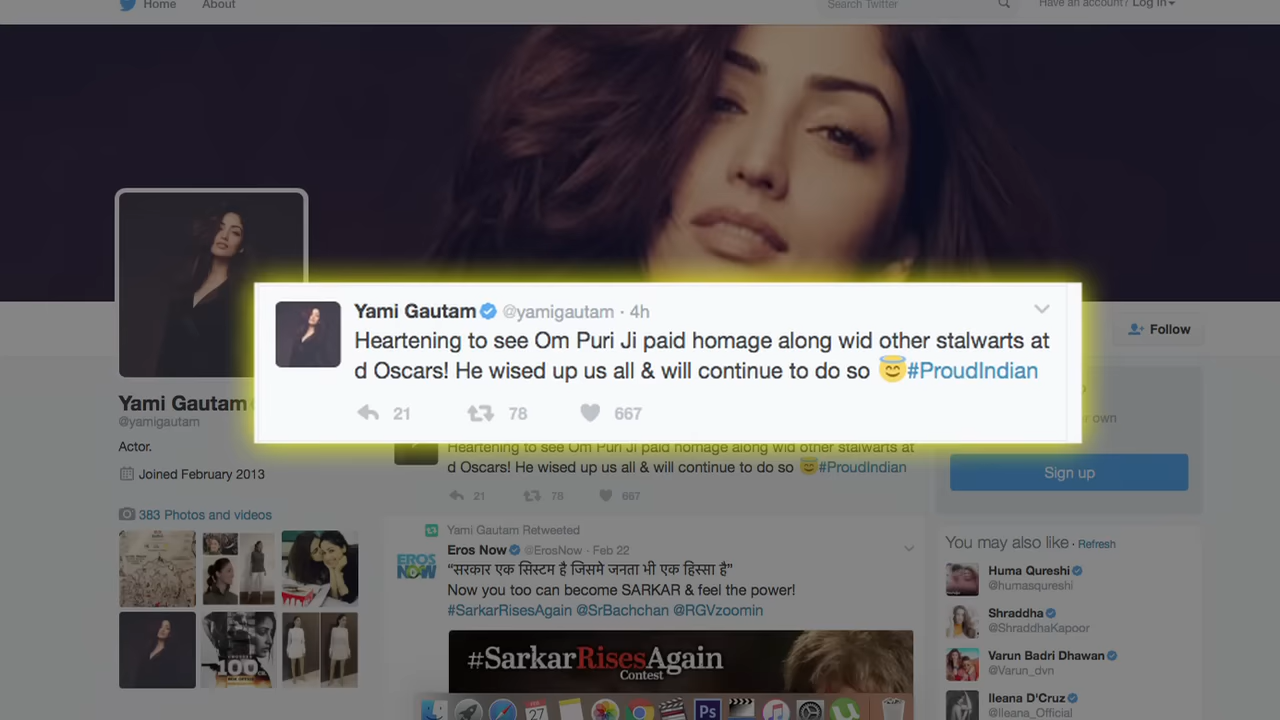 Home About
Search Twitter
Have an account? Log in
Yami Gautam @yamigautam · 4h
Heartening to see Om Puri Ji paid homage along wid other stalwarts at
d Oscars! He wised up us all & will continue to do so 😇#ProudIndian
21 78 667
Follow
Yami Gautam
@yamigautam
Actor.
Joined February 2013
383 Photos and videos
100
Heartening to see Om Puri Ji paid homage along wid other stalwarts at
d Oscars! He wised up us all & will continue to do so 😇#ProudIndian
21 78 667
Yami Gautam Retweeted
Eros Now @ErosNow · Feb 22
EROS
NOW
“सरकार एक सिस्टम है जिसमे जनता भी एक हिस्सा है”
Now you too can become SARKAR & feel the power!
#SarkarRisesAgain @SrBachchan @RGVzoomin
#SarkarRisesAgain
Contest
own
Sign up
You may also like · Refresh
Huma Qureshi
@humasqureshi
Shraddha
@ShraddhaKapoor
Varun Badri Dhawan
@Varun_dvn
Ileana D'Cruz
@Ileana_Official
27
Ps